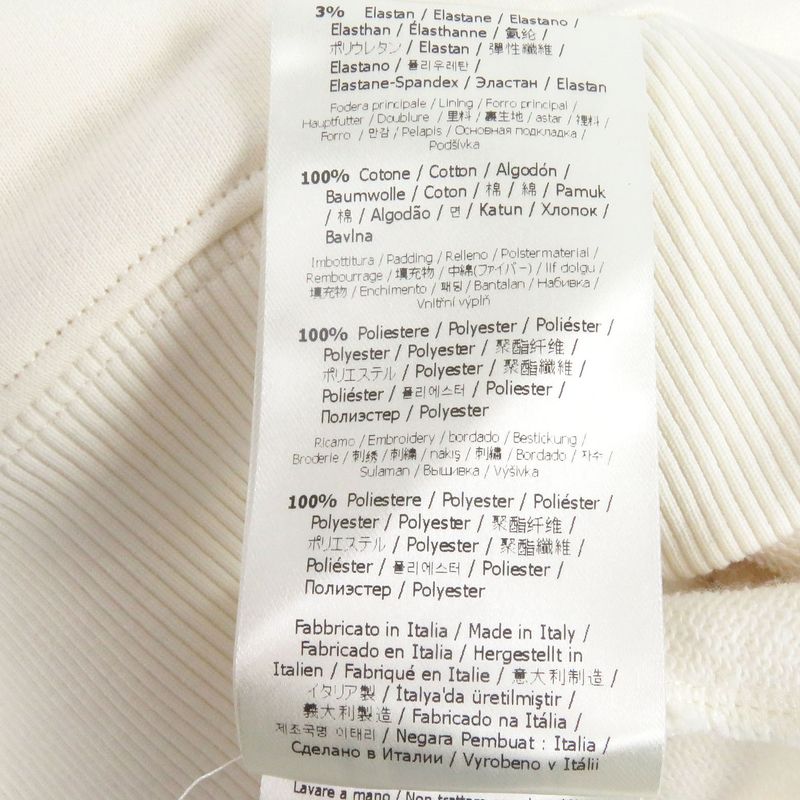 3% Elastan / Elastane / Elastano /
Elasthan / Élasthanne / 氨纶 /
ポリウレタン / Elastan / 彈性纖維 /
Elastano / 폴리우레탄 /
Elastane-Spandex / Эластан / Elastan
Fodera principale / Lining / Forro principal /
Hauptfutter / Doublure / 里料 / 裏生地 / astar / 裡料 /
Forro / 안감 / Pelapis / Основная подкладка /
Podšívka
100% Cotone / Cotton / Algodón /
Baumwolle / Coton / 棉 / 綿 / Pamuk
/ 棉 / Algodão / 면 / Katun / Хлопок /
Bavlna
Imbottitura / Padding / Relleno / Polstermaterial /
Rembourrage / 填充物 / 中綿(ファイバー) / lif dolgu /
填充物 / Enchimento / 패딩 / Bantalan / Набивка /
Vnitřní výplň
100% Poliestere / Polyester / Poliéster /
Polyester / Polyester / 聚酯纤维 /
ポリエステル / Polyester / 聚酯纖維 /
Poliéster / 폴리에스터 / Poliester /
Полиэстер / Polyester
Ricamo / Embroidery / bordado / Bestickung /
Broderie / 刺绣 / 刺繍 / nakış / 刺繡 / Bordado / 자수 /
Sulaman / Вышивка / Výšivka
100% Poliestere / Polyester / Poliéster /
Polyester / Polyester / 聚酯纤维 /
ポリエステル / Polyester / 聚酯纖維 /
Poliéster / 폴리에스터 / Poliester /
Полиэстер / Polyester
Fabbricato in Italia / Made in Italy /
Fabricado en Italia / Hergestellt in
Italien / Fabriqué en Italie / 意大利制造 /
イタリア製 / İtalya'da üretilmiştir /
義大利製造 / Fabricado na Itália /
제조국명 이태리 / Negara Pembuat : Italia /
Сделано в Италии / Vyrobeno v Itálii
Lavare a mano / Non trattare